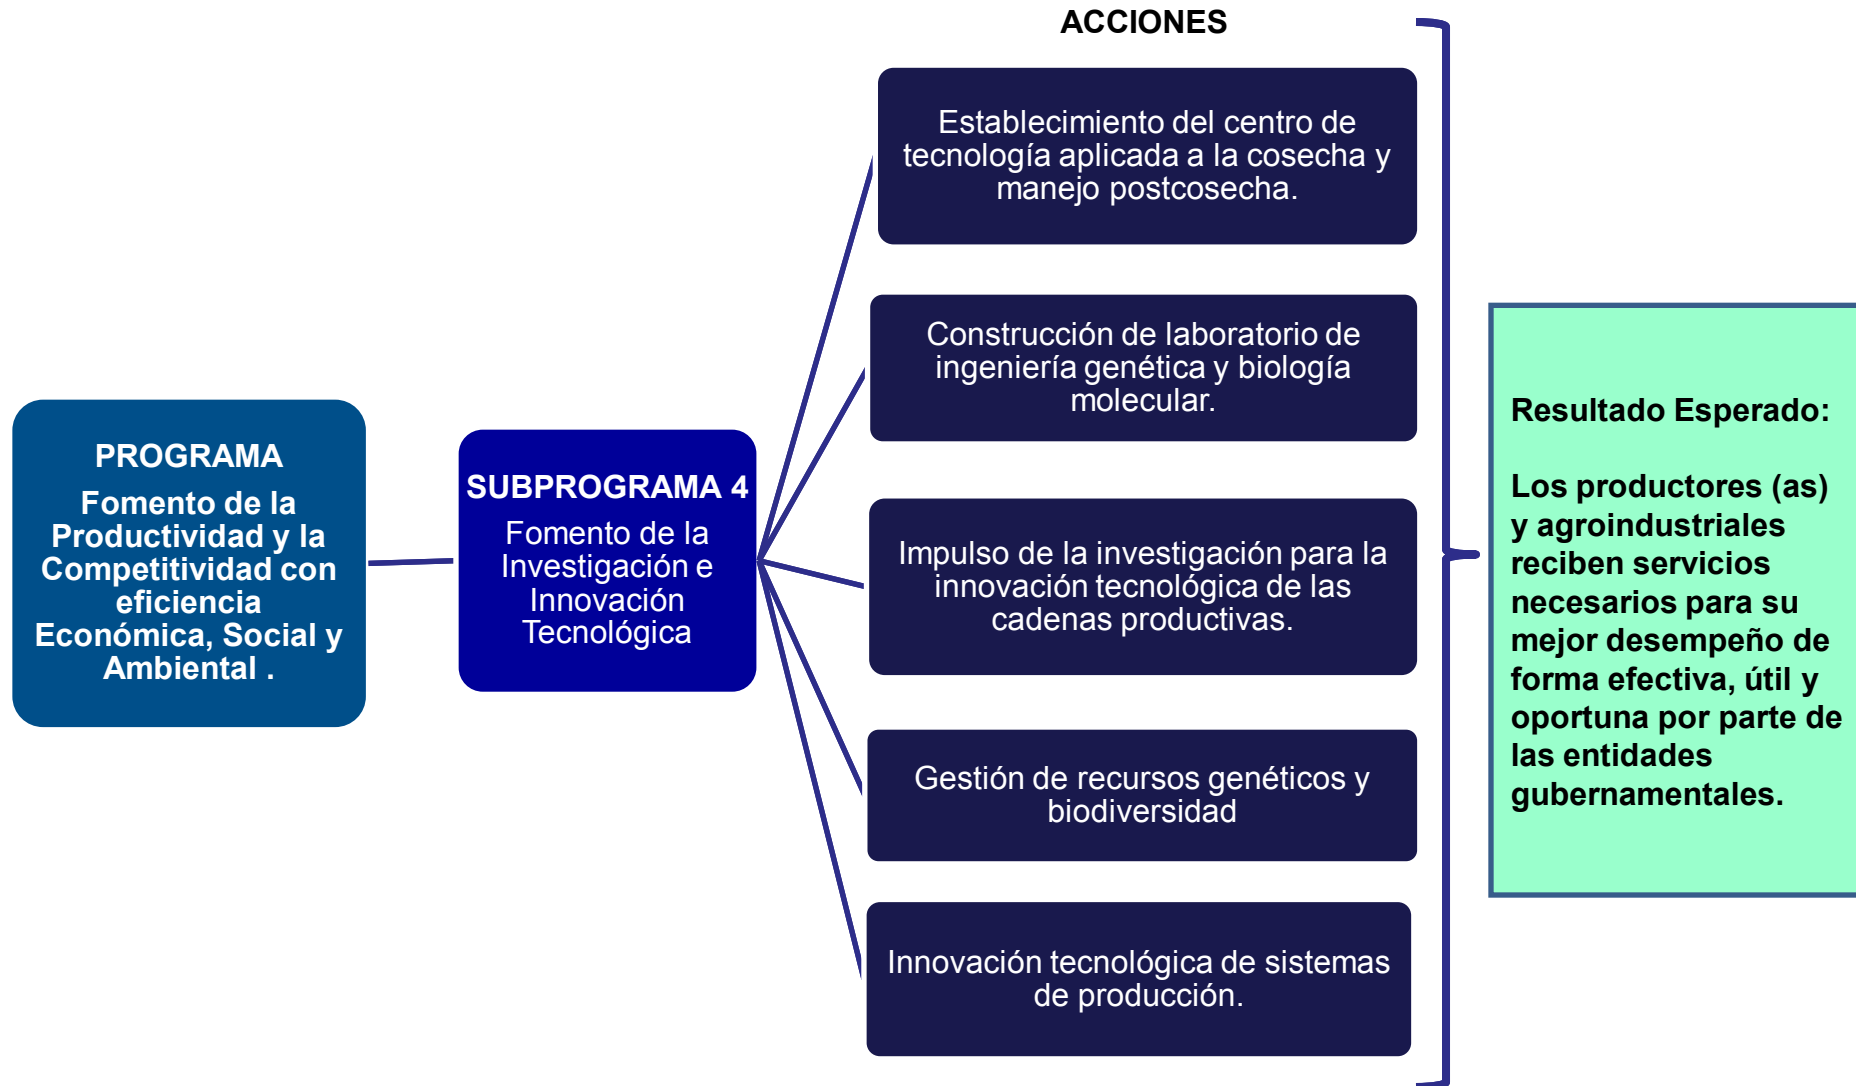 ACCIONES
PROGRAMA
Fomento de la
Productividad y la
Competitividad con
eficiencia
Económica, Social y
Ambiental .
SUBPROGRAMA 4
Fomento de la
Investigación e
Innovación
Tecnológica
Establecimiento del centro de
tecnología aplicada a la cosecha y
manejo postcosecha.
Construcción de laboratorio de
ingeniería genética y biología
molecular.
Impulso de la investigación para la
innovación tecnológica de las
cadenas productivas.
Gestión de recursos genéticos y
biodiversidad
Innovación tecnológica de sistemas
de producción.
Resultado Esperado:
Los productores (as)
y agroindustriales
reciben servicios
necesarios para su
mejor desempeño de
forma efectiva, útil y
oportuna por parte de
las entidades
gubernamentales.